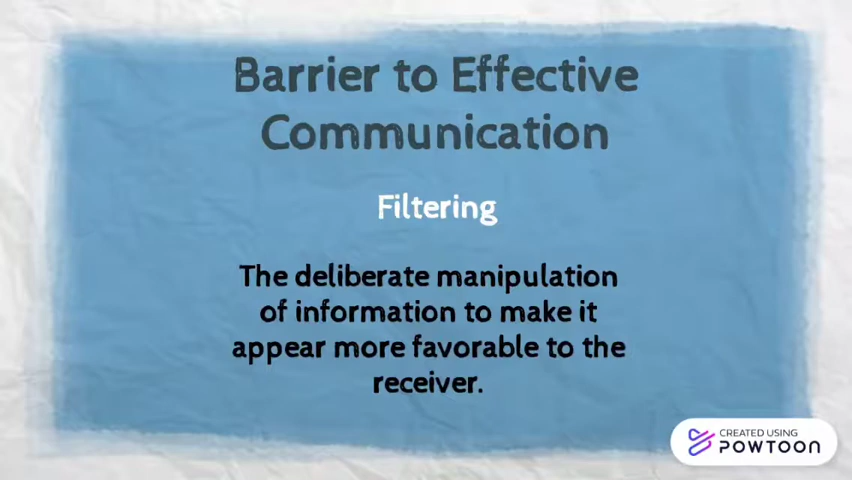 Barrier to Effective
Communication
Filtering
The deliberate manipulation
of information to make it
appear more favorable to the
receiver.
CREATED USING
POWTOON